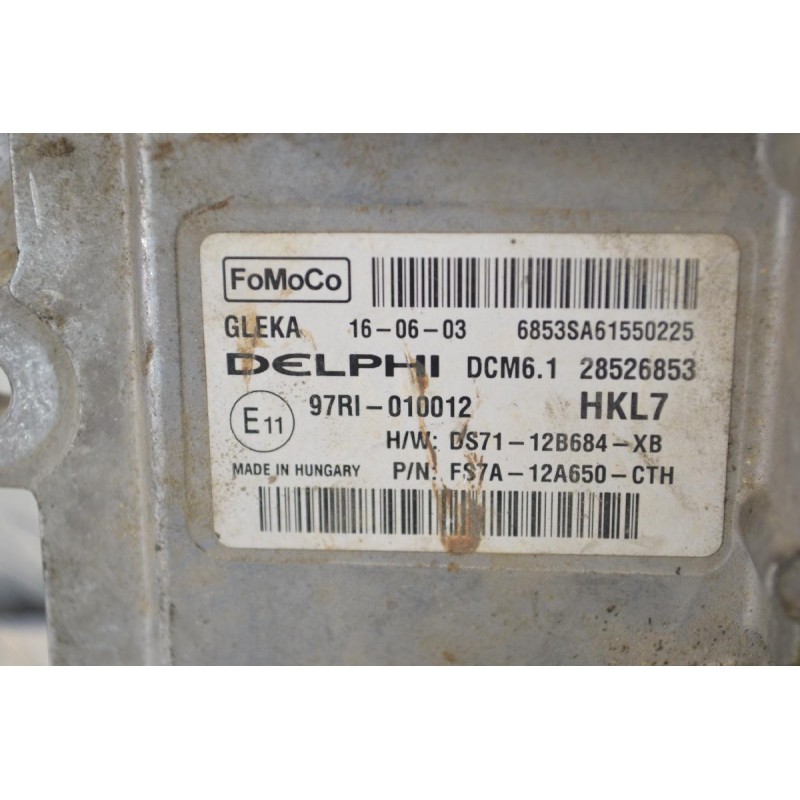 FoMoCo
GLEKA 16-06-03 6853SA61550225
DELPHI DCM6.1 28526853
E11 97RI-010012 HKL7
H/W: DS71-12B684-XB
MADE IN HUNGARY P/N: FS7A-12A650-CTH